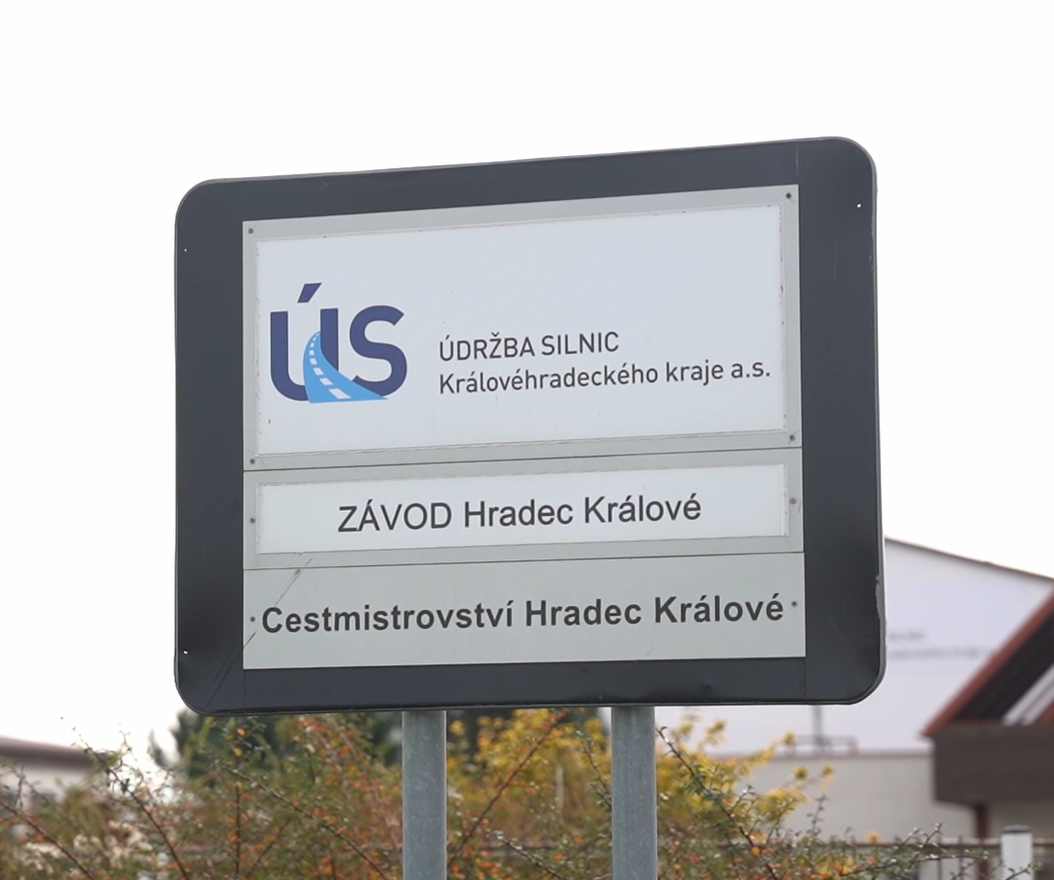 ÚS
ÚDRŽBA SILNIC
Královéhradeckého kraje a.s.
ZÁVOD Hradec Králové
Cestmistrovství Hradec Králové